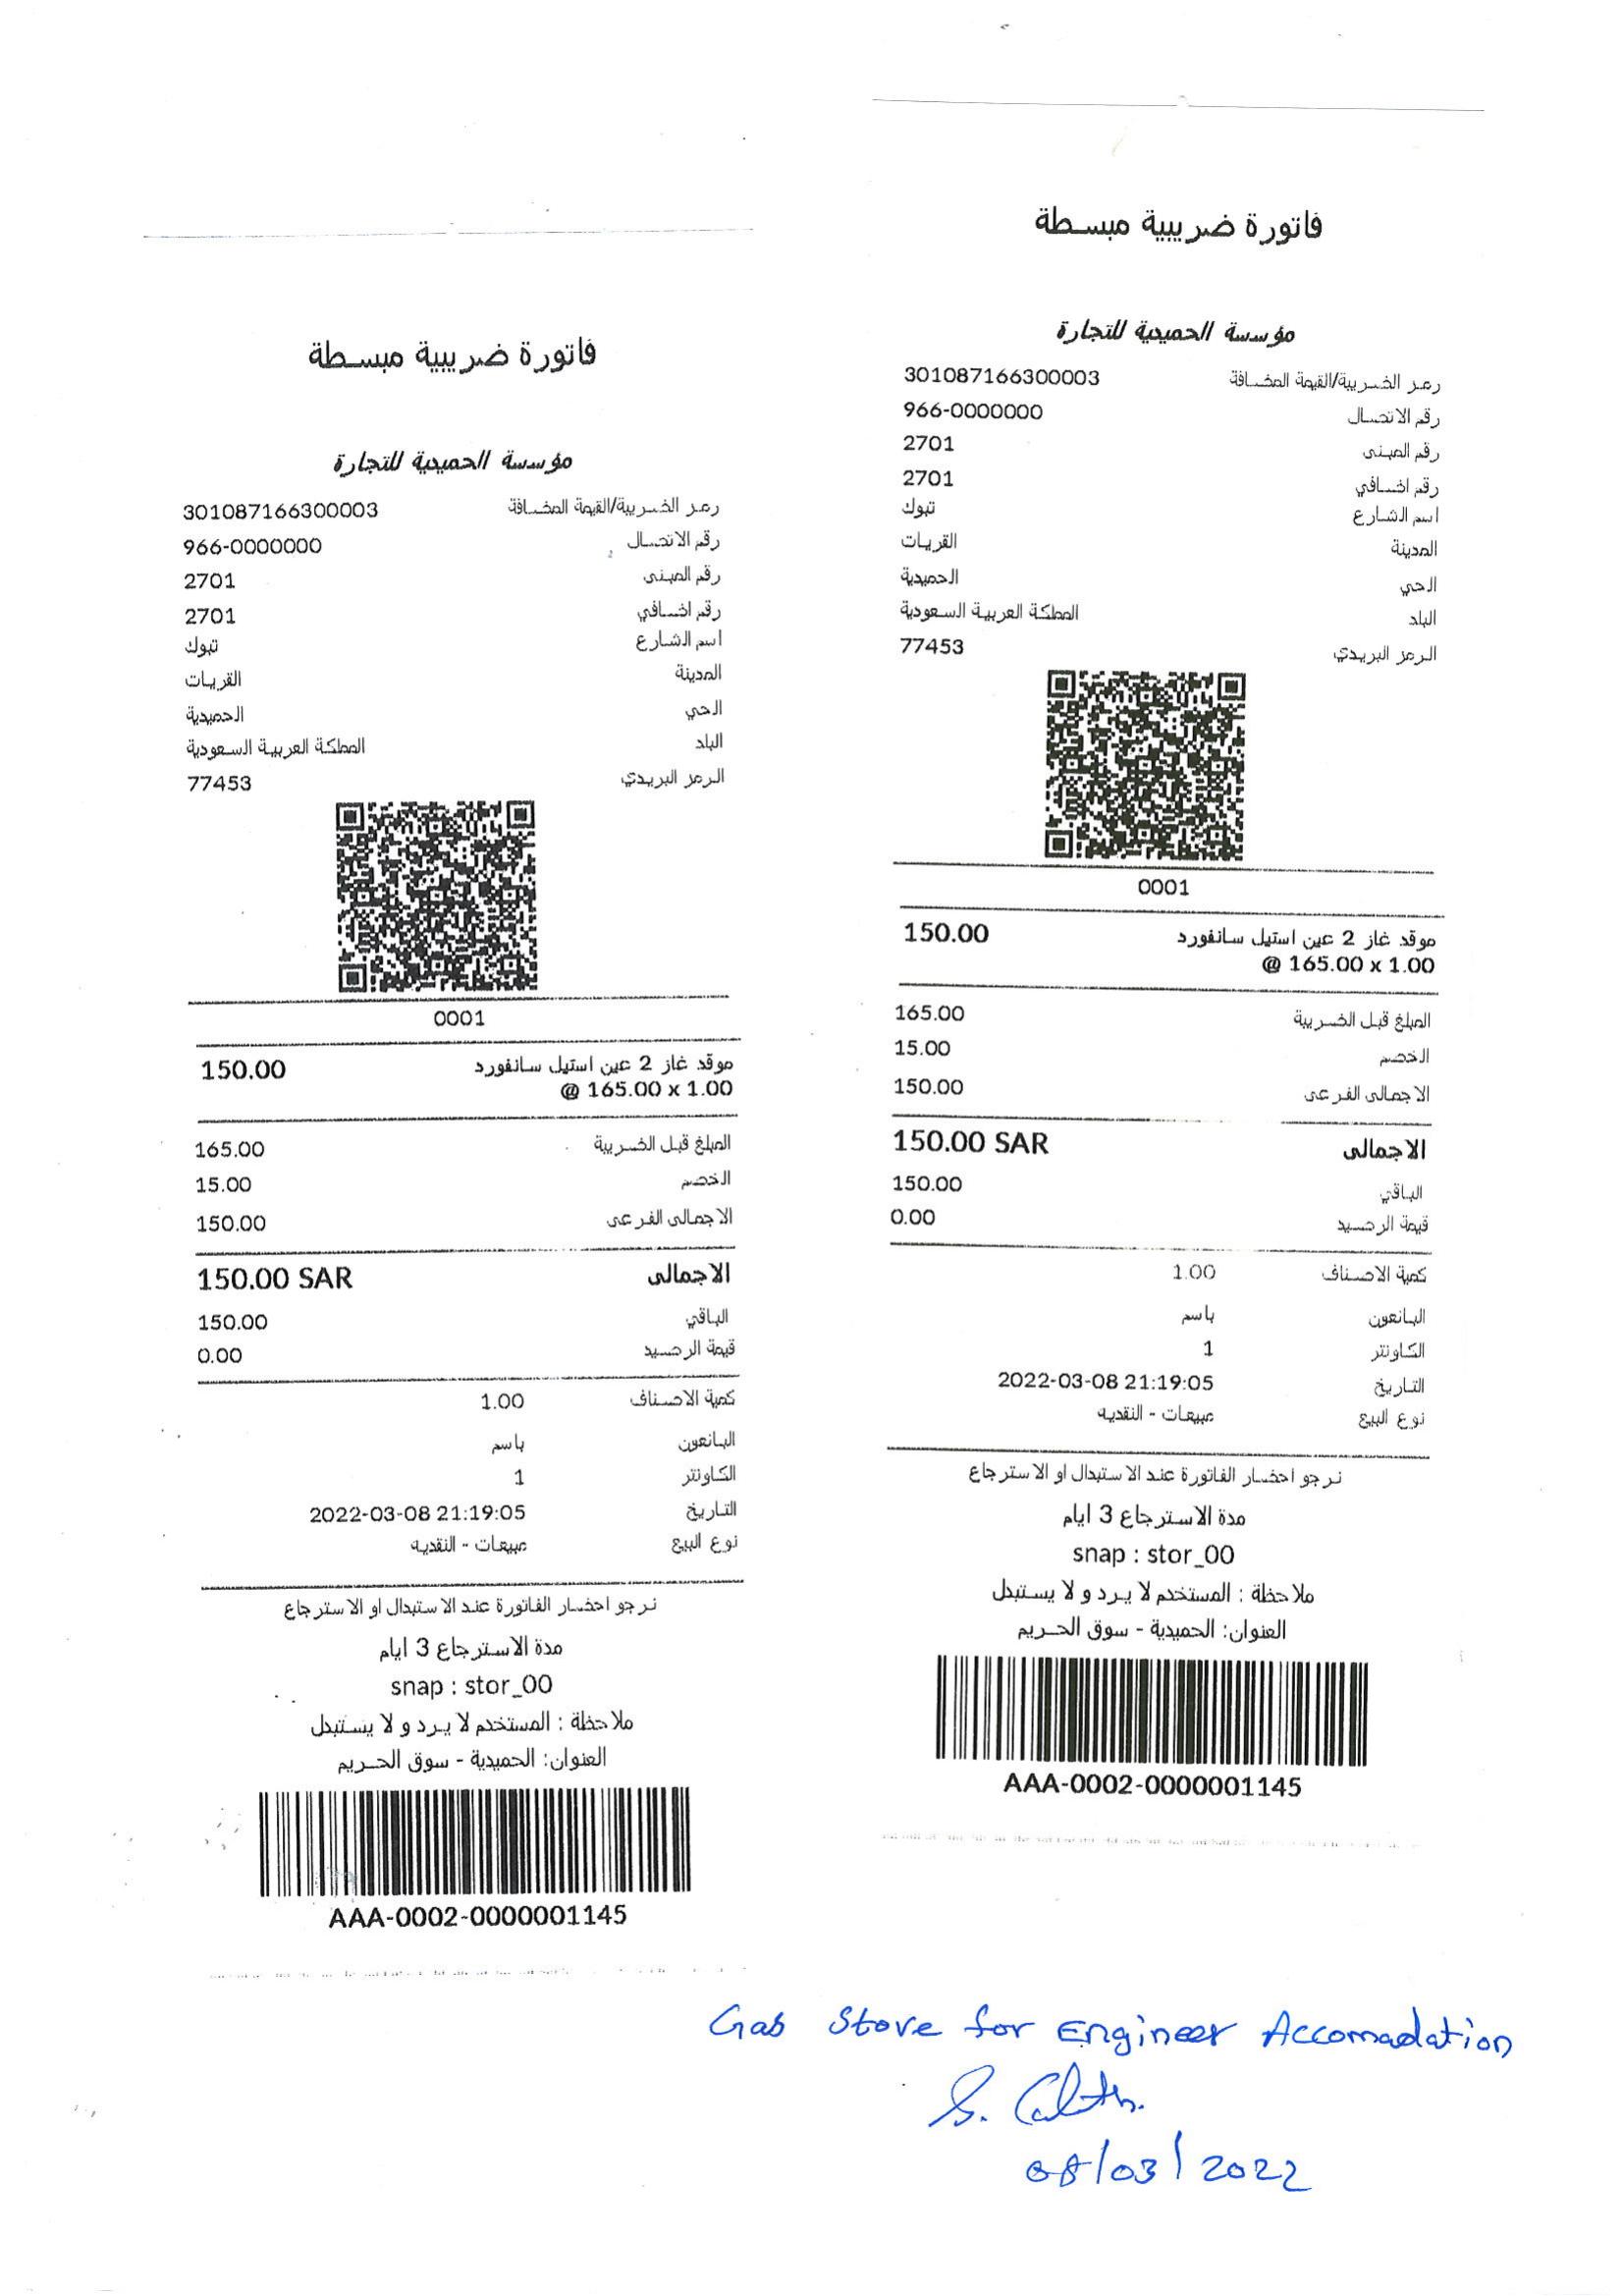 فاتورة ضريبية مبسطة
مؤسسة الحميدية للتجارة
رمز الضريبة/القيمة المضافة 301087166300003
رقم الاتصال 966-0000000
رقم المبنى 2701
رقم اضافي 2701
اسم الشارع تبوك
المدينة القريات
الحي الحميدية
البلد المملكة العربية السعودية
الرمز البريدي 77453
0001
موقد غاز 2 عين استيل سانفورد 150.00
@ 165.00 x 1.00
المبلغ قبل الضريبة 165.00
الخصم 15.00
الاجمالى الفرعى 150.00
الاجمالى 150.00 SAR
الباقي 150.00
قيمة الرصيد 0.00
كمية الاصناف 1.00
البائعون باسم
الكاونتر 1
التاريخ 2022-03-08 21:19:05
نوع البيع مبيعات - النقديه
نرجو احضار الفاتورة عند الاستبدال او الاسترجاع
مدة الاسترجاع 3 ايام
snap : stor_00
ملاحظة : المستخدم لا يرد و لا يستبدل
العنوان: الحميدية - سوق الحريم
AAA-0002-0000001145
فاتورة ضريبية مبسطة
مؤسسة الحميدية للتجارة
رمز الضريبة/القيمة المضافة 301087166300003
رقم الاتصال 966-0000000
رقم المبنى 2701
رقم اضافي 2701
اسم الشارع تبوك
المدينة القريات
الحي الحميدية
البلد المملكة العربية السعودية
الرمز البريدي 77453
0001
موقد غاز 2 عين استيل سانفورد 150.00
@ 165.00 x 1.00
المبلغ قبل الضريبة 165.00
الخصم 15.00
الاجمالى الفرعى 150.00
الاجمالى 150.00 SAR
الباقي 150.00
قيمة الرصيد 0.00
كمية الاصناف 1.00
البائعون باسم
الكاونتر 1
التاريخ 2022-03-08 21:19:05
نوع البيع مبيعات - النقديه
نرجو احضار الفاتورة عند الاستبدال او الاسترجاع
مدة الاسترجاع 3 ايام
snap : stor_00
ملاحظة : المستخدم لا يرد و لا يستبدل
العنوان: الحميدية - سوق الحريم
AAA-0002-0000001145
Gas Stove for Engineer Accomadation
08/03/2022